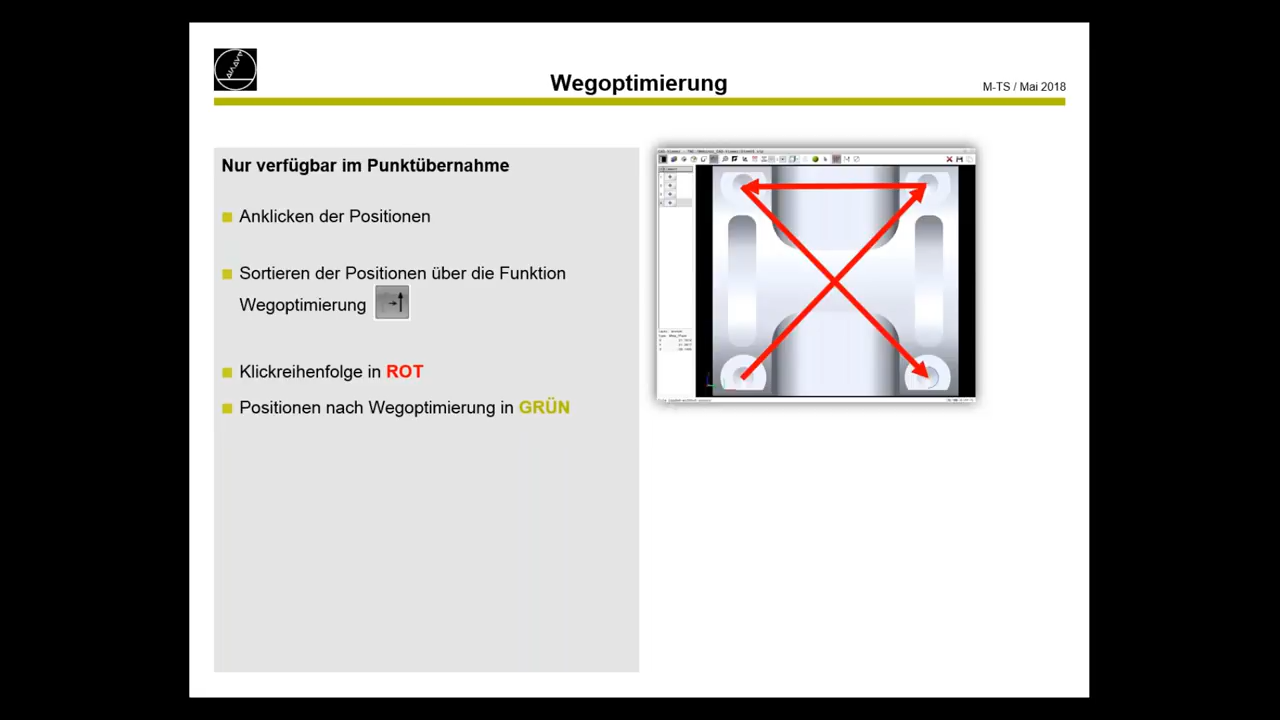 Wegoptimierung
M-TS / Mai 2018
Nur verfügbar im Punktübernahme
Anklicken der Positionen
Sortieren der Positionen über die Funktion
Wegoptimierung
Klickreihenfolge in ROT
Positionen nach Wegoptimierung in GRÜN